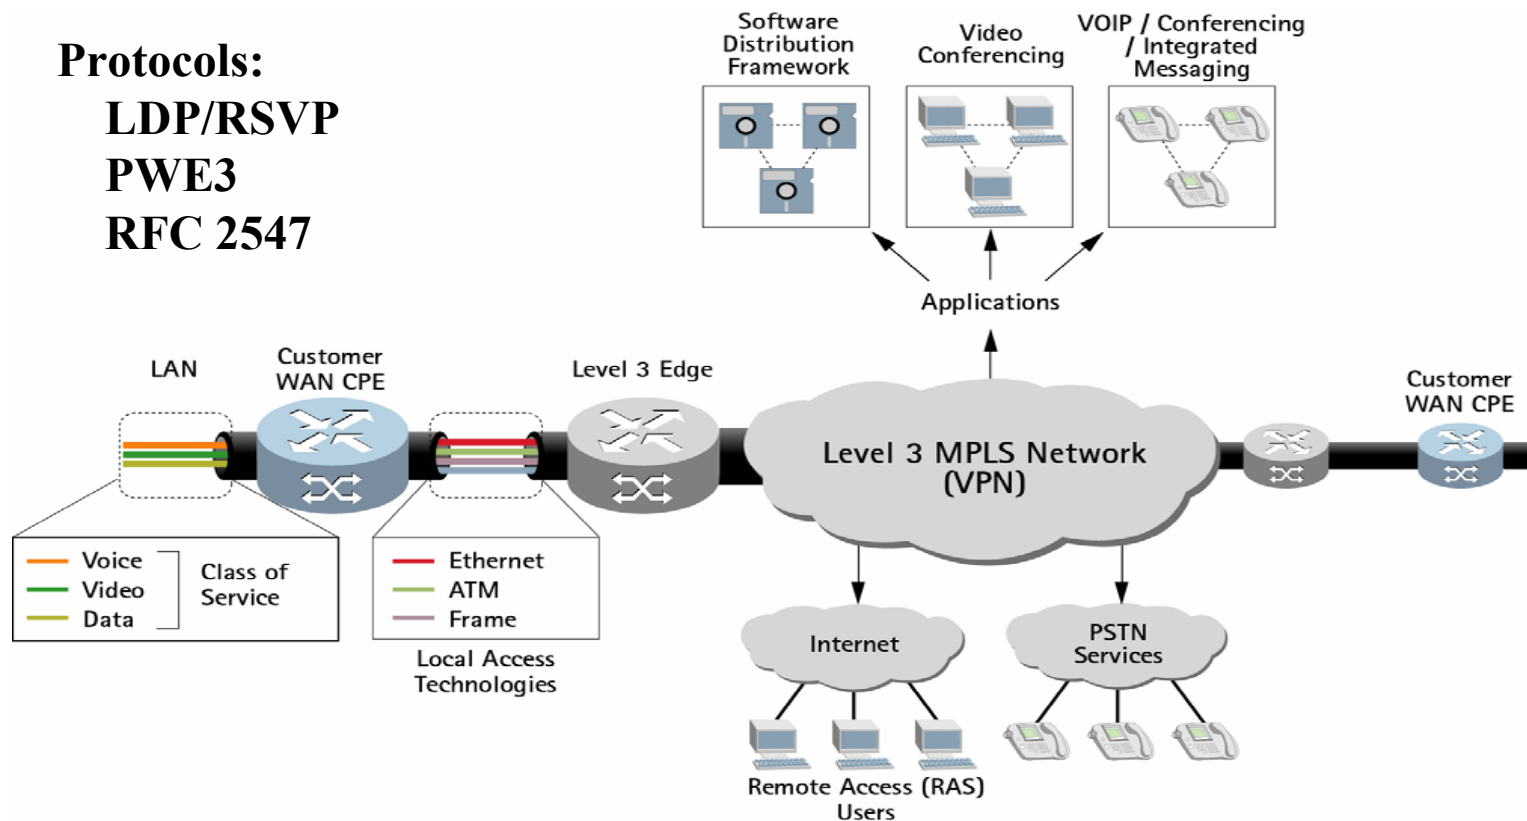 Protocols:
LDP/RSVP
PWE3
RFC 2547
Software
Distribution
Framework
Video
Conferencing
VOIP / Conferencing
/ Integrated
Messaging
Applications
LAN
Customer
WAN CPE
Level 3 Edge
Level 3 MPLS Network
(VPN)
Customer
WAN CPE
Voice
Video
Data
Class of
Service
Ethernet
ATM
Frame
Local Access
Technologies
Internet
PSTN
Services
Remote Access (RAS)
Users